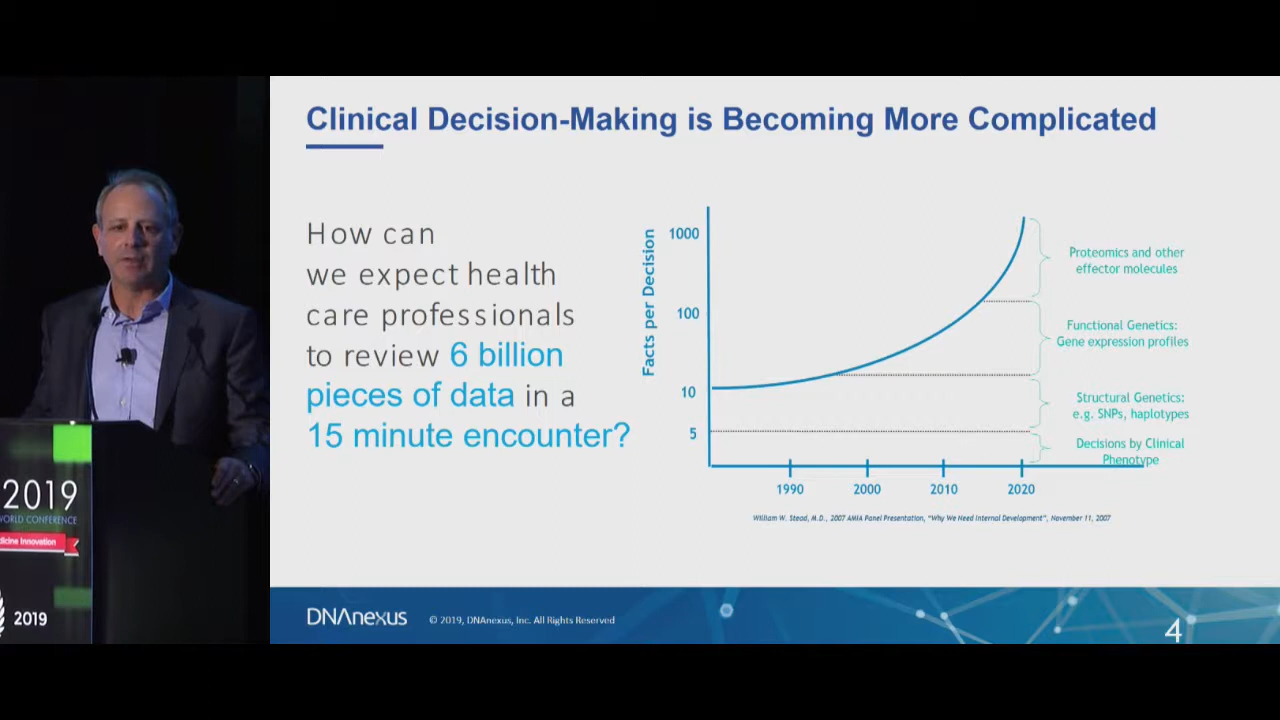 Clinical Decision-Making is Becoming More Complicated
How can
we expect health
care professionals
to review 6 billion
pieces of data in a
15 minute encounter?
Facts per Decision
1000
100
10
5
1990
2000
2010
2020
Proteomics and other
effector molecules
Functional Genetics:
Gene expression profiles
Structural Genetics:
e.g. SNPs, haplotypes
Decisions by Clinical
Phenotype
William W. Stead, M.D., 2007 AMIA Panel Presentation, "Why We Need Internal Development", November 11, 2007
DNAnexus
© 2019, DNAnexus, Inc. All Rights Reserved
4
2019
WORLD CONFERENCE
dicine Innovation
2019